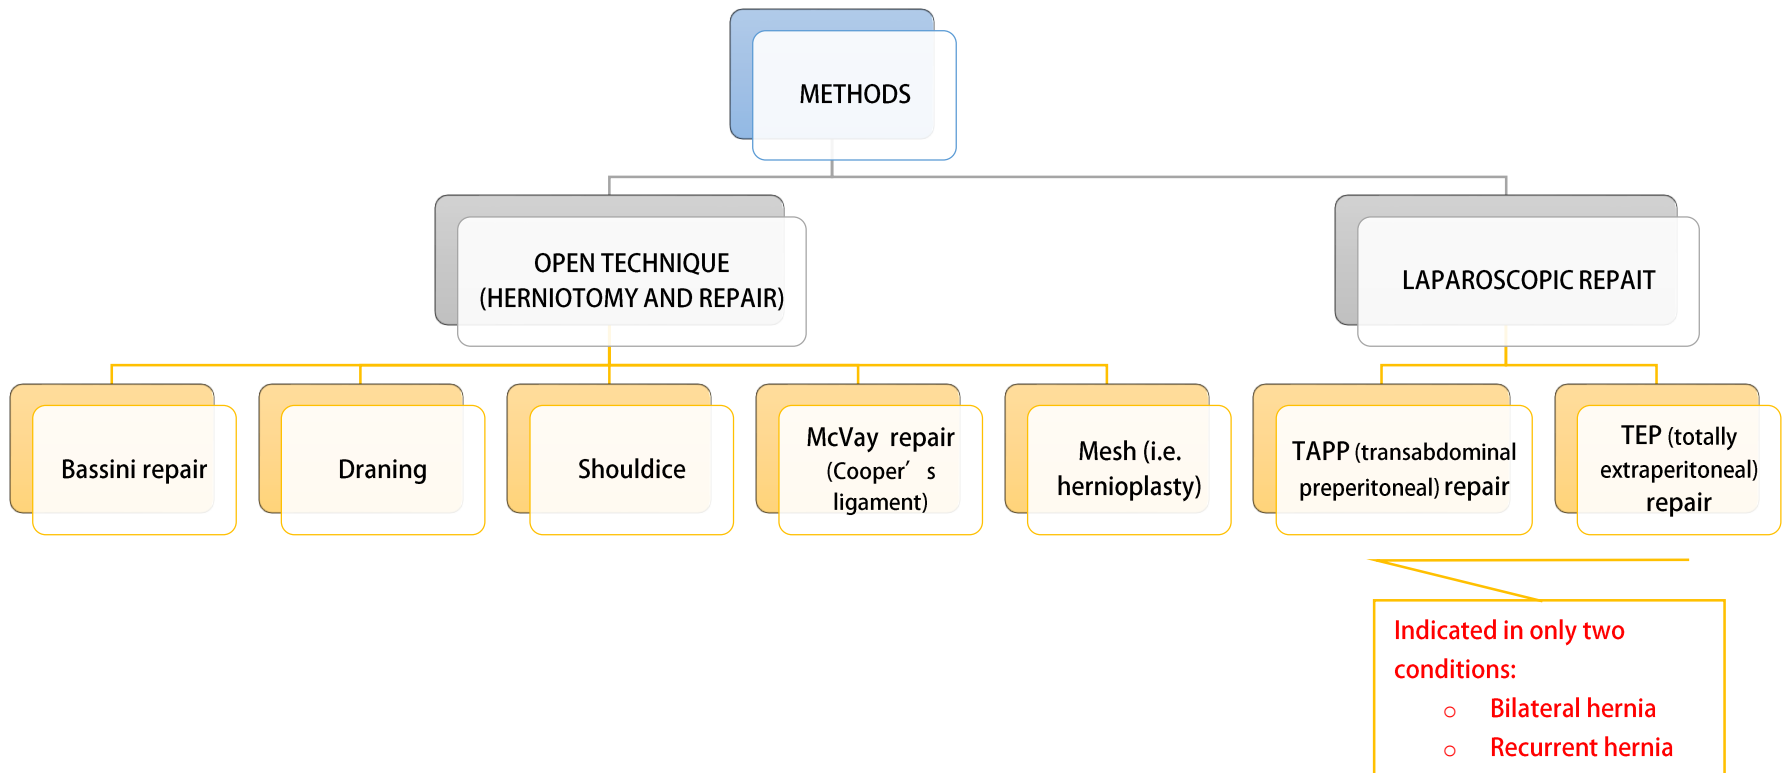 METHODS
OPEN TECHNIQUE
(HERNIOTOMY AND REPAIR)
LAPAROSCOPIC REPAIT
Bassini repair
Draning
Shouldice
McVay repair
(Cooper’s
ligament)
Mesh (i.e.
hernioplasty)
TAPP (transabdominal
preperitoneal) repair
TEP (totally
extraperitoneal)
repair
Indicated in only two
conditions:
o Bilateral hernia
o Recurrent hernia